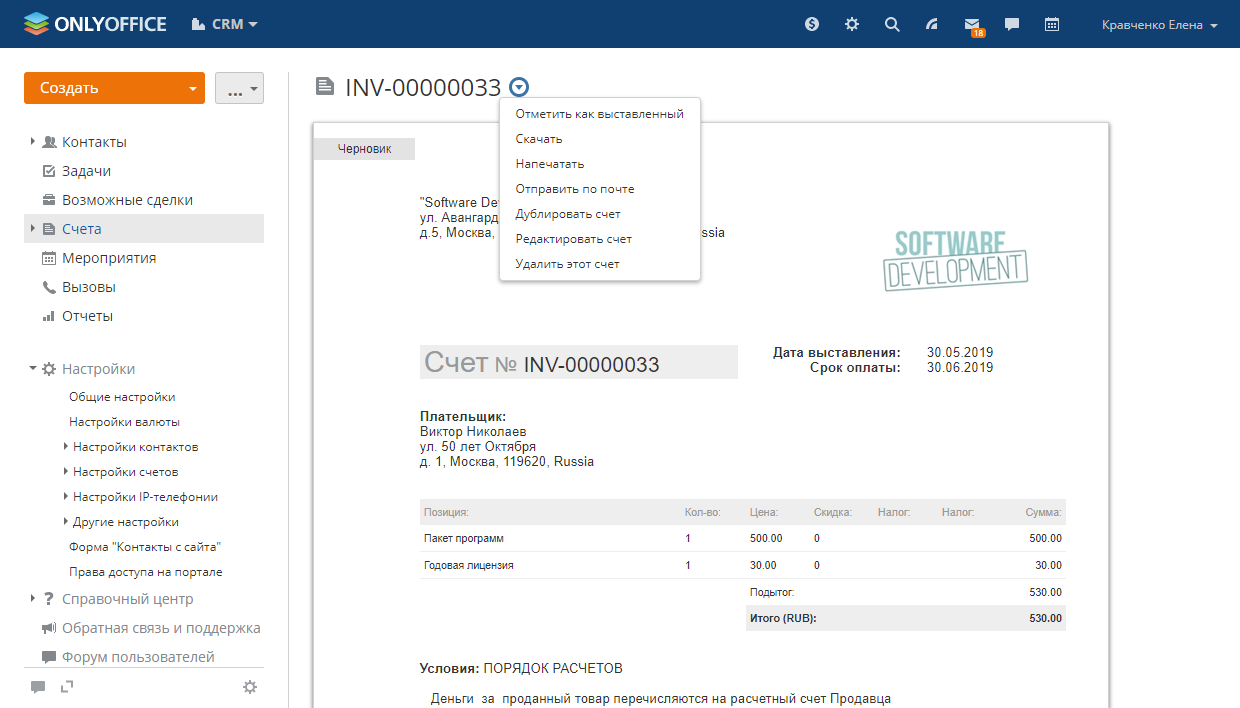 ONLYOFFICE CRM
18
Кравченко Елена
Создать
...
Контакты
Задачи
Возможные сделки
Счета
Мероприятия
Вызовы
Отчеты
Настройки
Общие настройки
Настройки валюты
Настройки контактов
Настройки счетов
Настройки IP-телефонии
Другие настройки
Форма "Контакты с сайта"
Права доступа на портале
Справочный центр
Обратная связь и поддержка
Форум пользователей
INV-00000033
Отметить как выставленный
Скачать
Напечатать
Отправить по почте
Дублировать счет
Редактировать счет
Удалить этот счет
Черновик
"Software
ул. Авангард
д.5, Москва, ssia
SOFTWARE
DEVELOPMENT
Счет № INV-00000033
Дата выставления: 30.05.2019
Срок оплаты: 30.06.2019
Плательщик:
Виктор Николаев
ул. 50 лет Октября
д. 1, Москва, 119620, Russia
Позиция: Кол-во: Цена: Скидка: Налог: Налог: Сумма:
Пакет программ 1 500.00 0 500.00
Годовая лицензия 1 30.00 0 30.00
Подытог: 530.00
Итого (RUB): 530.00
Условия: ПОРЯДОК РАСЧЕТОВ
Деньги за проданный товар перечисляются на расчетный счет Продавца